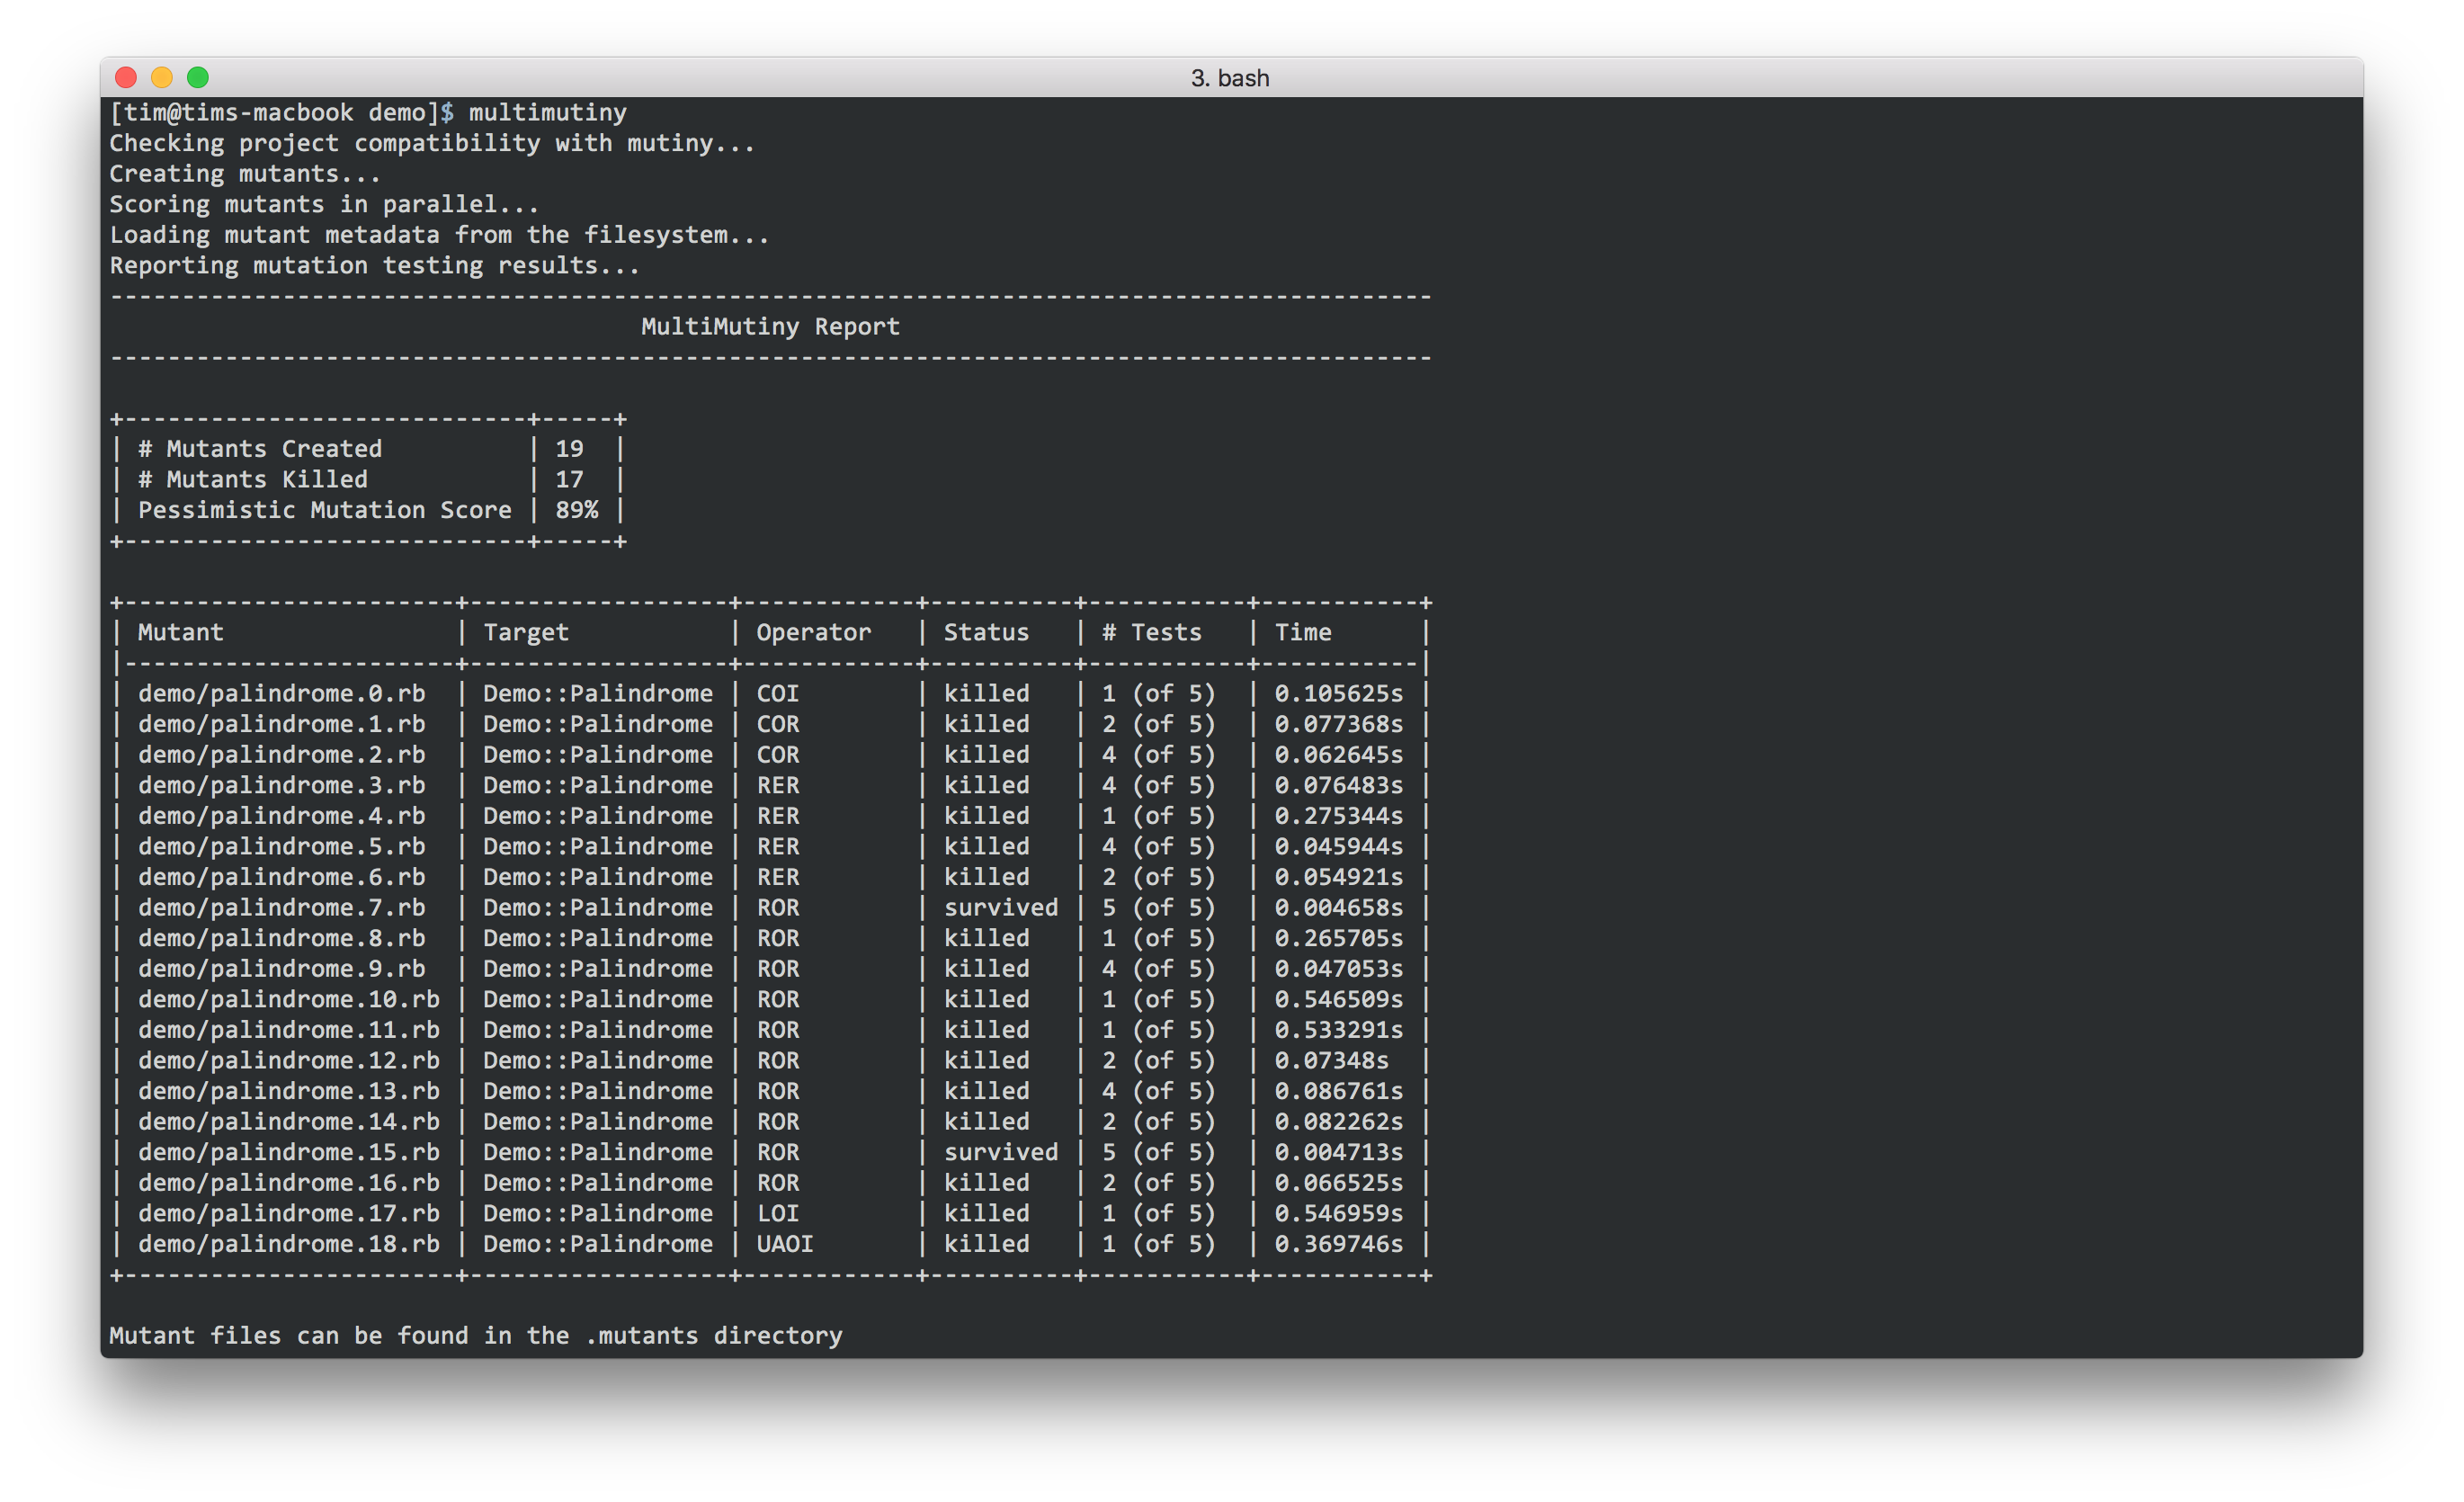 3. bash
[tim@tims-macbook demo]$ multimutiny
Checking project compatibility with mutiny...
Creating mutants...
Scoring mutants in parallel...
Loading mutant metadata from the filesystem...
Reporting mutation testing results...
--------------------------------------------------------------------------------------------
                                     MultiMutiny Report
--------------------------------------------------------------------------------------------
+----------------------------+-----+
| # Mutants Created          | 19  |
| # Mutants Killed           | 17  |
| Pessimistic Mutation Score | 89% |
+----------------------------+-----+
+-----------------------+------------------+------------+----------+-----------+-----------+
| Mutant                | Target           | Operator   | Status   | # Tests   | Time      |
|-----------------------+------------------+------------+----------+-----------+-----------|
| demo/palindrome.0.rb  | Demo::Palindrome | COI        | killed   | 1 (of 5)  | 0.105625s |
| demo/palindrome.1.rb  | Demo::Palindrome | COR        | killed   | 2 (of 5)  | 0.077368s |
| demo/palindrome.2.rb  | Demo::Palindrome | COR        | killed   | 4 (of 5)  | 0.062645s |
| demo/palindrome.3.rb  | Demo::Palindrome | RER        | killed   | 4 (of 5)  | 0.076483s |
| demo/palindrome.4.rb  | Demo::Palindrome | RER        | killed   | 1 (of 5)  | 0.275344s |
| demo/palindrome.5.rb  | Demo::Palindrome | RER        | killed   | 4 (of 5)  | 0.045944s |
| demo/palindrome.6.rb  | Demo::Palindrome | RER        | killed   | 2 (of 5)  | 0.054921s |
| demo/palindrome.7.rb  | Demo::Palindrome | ROR        | survived | 5 (of 5)  | 0.004658s |
| demo/palindrome.8.rb  | Demo::Palindrome | ROR        | killed   | 1 (of 5)  | 0.265705s |
| demo/palindrome.9.rb  | Demo::Palindrome | ROR        | killed   | 4 (of 5)  | 0.047053s |
| demo/palindrome.10.rb | Demo::Palindrome | ROR        | killed   | 1 (of 5)  | 0.546509s |
| demo/palindrome.11.rb | Demo::Palindrome | ROR        | killed   | 1 (of 5)  | 0.533291s |
| demo/palindrome.12.rb | Demo::Palindrome | ROR        | killed   | 2 (of 5)  | 0.07348s  |
| demo/palindrome.13.rb | Demo::Palindrome | ROR        | killed   | 4 (of 5)  | 0.086761s |
| demo/palindrome.14.rb | Demo::Palindrome | ROR        | killed   | 2 (of 5)  | 0.082262s |
| demo/palindrome.15.rb | Demo::Palindrome | ROR        | survived | 5 (of 5)  | 0.004713s |
| demo/palindrome.16.rb | Demo::Palindrome | ROR        | killed   | 2 (of 5)  | 0.066525s |
| demo/palindrome.17.rb | Demo::Palindrome | LOI        | killed   | 1 (of 5)  | 0.546959s |
| demo/palindrome.18.rb | Demo::Palindrome | UAOI       | killed   | 1 (of 5)  | 0.369746s |
+-----------------------+------------------+------------+----------+-----------+-----------+
Mutant files can be found in the .mutants directory